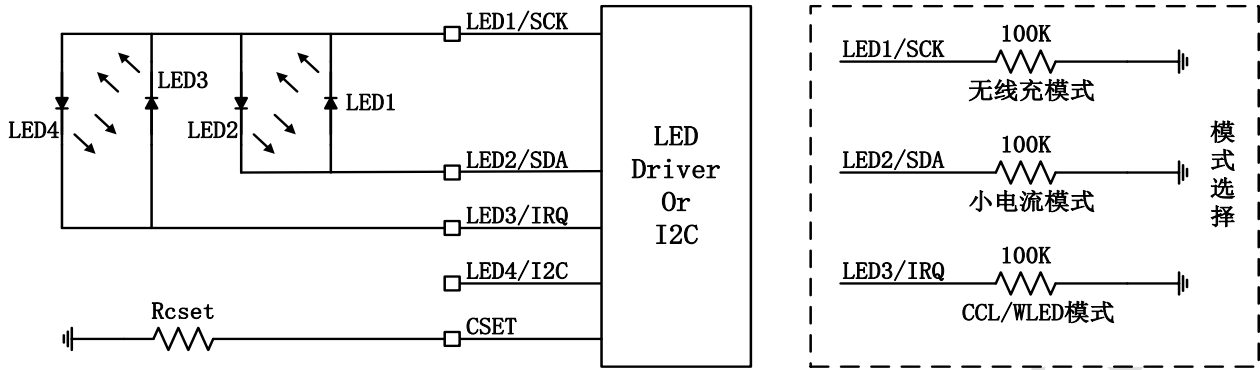 LED1/SCK
LED3
LED1
LED4
LED2
LED2/SDA
LED3/IRQ
LED4/I2C
Rcset
CSET
LED
Driver
Or
I2C
LED1/SCK
100K
无线充模式
LED2/SDA
100K
小电流模式
LED3/IRQ
100K
CCL/WLED模式
模
式
选
择